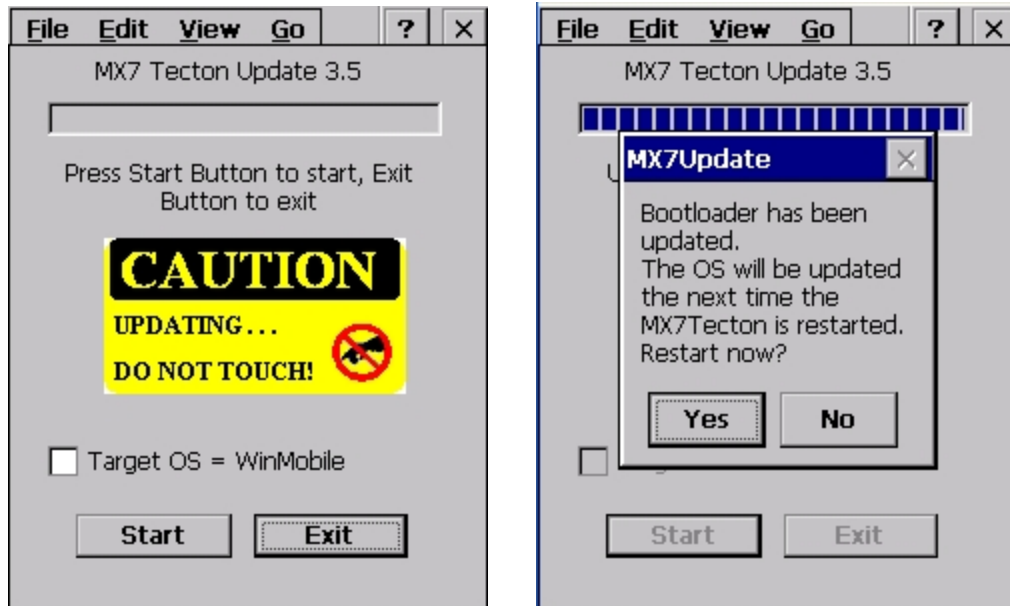 File Edit View Go ? ×
MX7 Tecton Update 3.5
Press Start Button to start, Exit
Button to exit
CAUTION
UPDATING...
DO NOT TOUCH!
Target OS = WinMobile
Start Exit
File Edit View Go ? ×
MX7 Tecton Update 3.5
MX7Update ×
Bootloader has been
updated.
The OS will be updated
the next time the
MX7Tecton is restarted.
Restart now?
Yes No
Start Exit